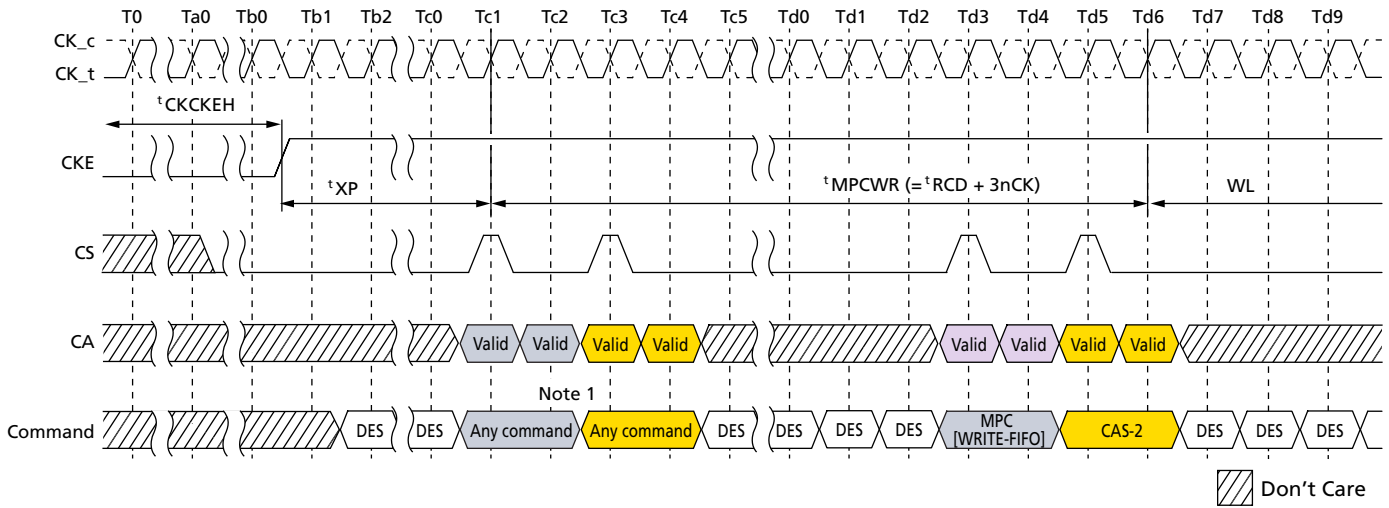 T0 Ta0 Tb0 Tb1 Tb2 Tc0 Tc1 Tc2 Tc3 Tc4 Tc5 Td0 Td1 Td2 Td3 Td4 Td5 Td6 Td7 Td8 Td9
CK_c
CK_t
tCKCKEH
CKE
tXP tMPCWR (= tRCD + 3nCK) WL
CS
CA Valid Valid Valid Valid Valid Valid Valid Valid
Note 1
Command DES DES Any command Any command DES DES DES DES MPC [WRITE-FIFO] CAS-2 DES DES DES
Don't Care